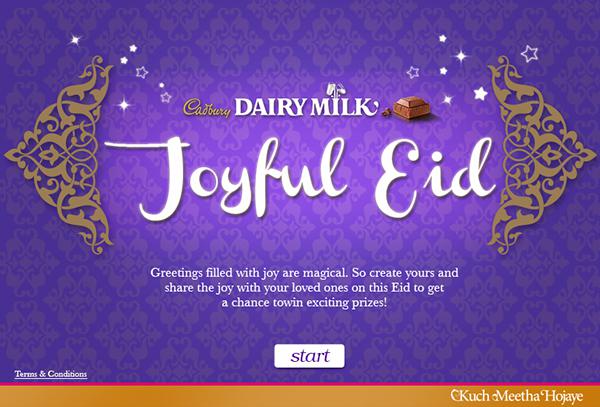 Cadbury DAIRY MILK
Joyful Eid
Greetings filled with joy are magical. So create yours and
share the joy with your loved ones on this Eid to get
a chance towin exciting prizes!
start
Terms & Conditions
Kuch Meetha Hojaye